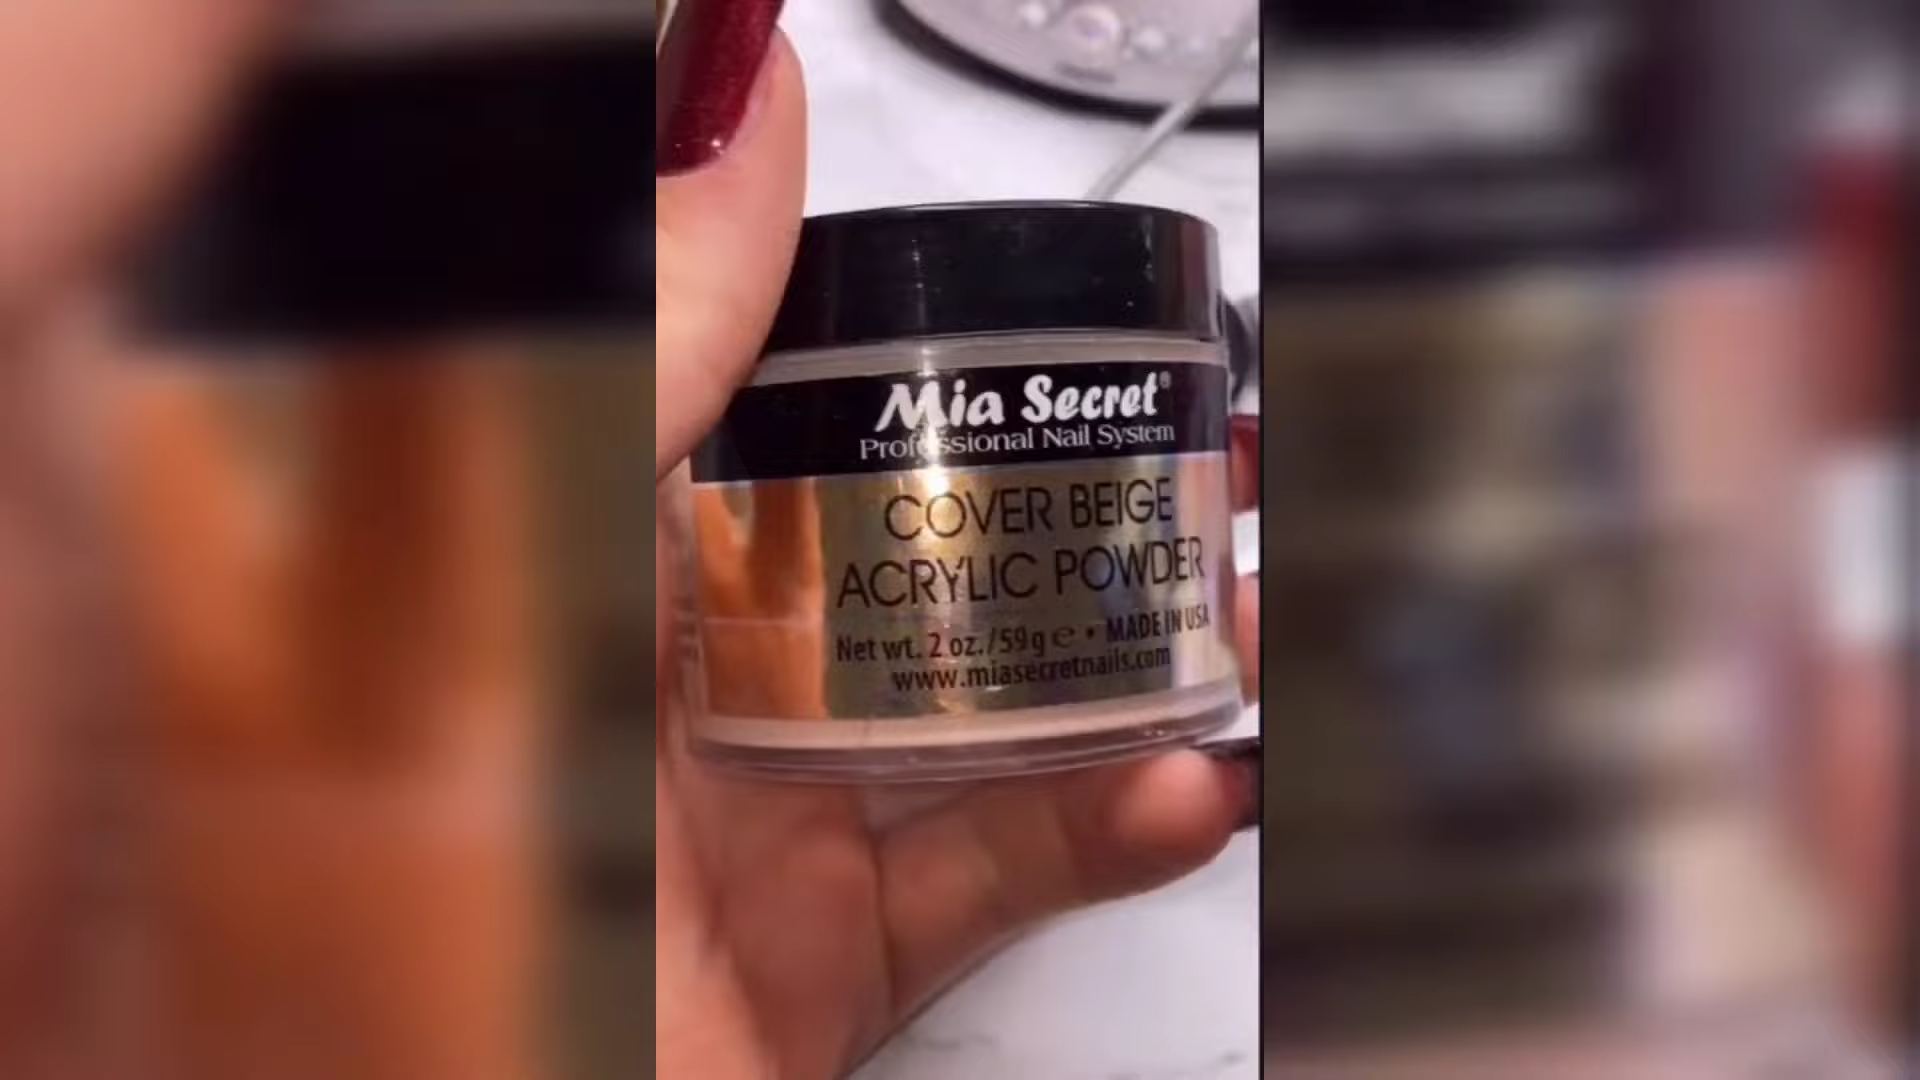 Mia Secret®
Professional Nail System
COVER BEIGE
ACRYLIC POWDER
Net wt. 2 oz./59g ℮ • MADE IN USA
www.miasecretnails.com